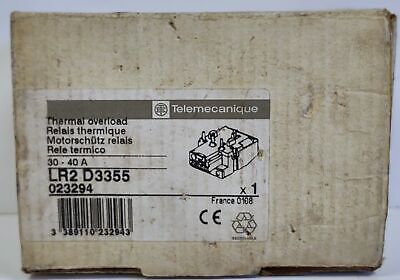 Telemecanique
Thermal overload
Relais thermique
Motorschütz relais
Rele termico
30 - 40 A
LR2 D3355
023294
x 1
France 0108
CE
3 389110 232943